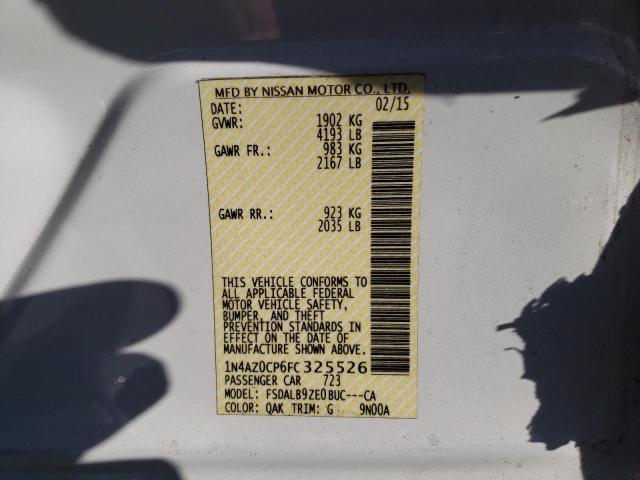 MFD BY NISSAN MOTOR CO., LTD.
DATE: 02/15
GVWR: 1902 KG
4193 LB
GAWR FR.: 983 KG
2167 LB
GAWR RR.: 923 KG
2035 LB
THIS VEHICLE CONFORMS TO
ALL APPLICABLE FEDERAL
MOTOR VEHICLE SAFETY,
BUMPER, AND THEFT
PREVENTION STANDARDS IN
EFFECT ON THE DATE OF
MANUFACTURE SHOWN ABOVE.
1N4AZ0CP6FC325526
PASSENGER CAR 723
MODEL: FSDALB9ZE0BUC---CA
COLOR: QAK TRIM: G 9N00A